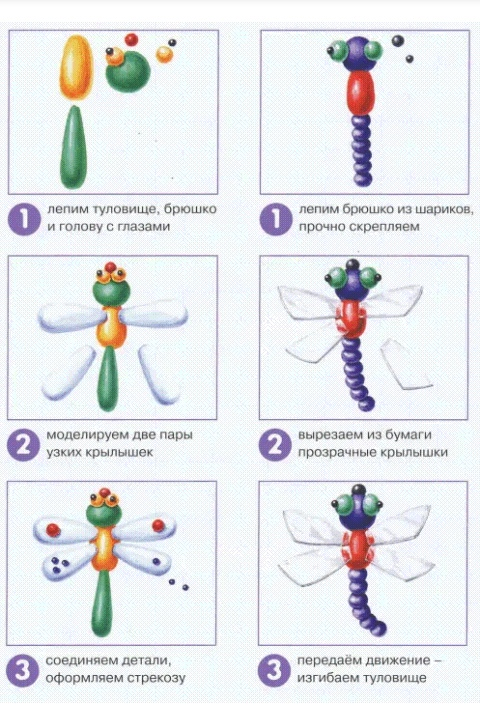 1 лепим туловище, брюшко
и голову с глазами
1 лепим брюшко из шариков,
прочно скрепляем
2 моделируем две пары
узких крылышек
2 вырезаем из бумаги
прозрачные крылышки
3 соединяем детали,
оформляем стрекозу
3 передаём движение –
изгибаем туловище